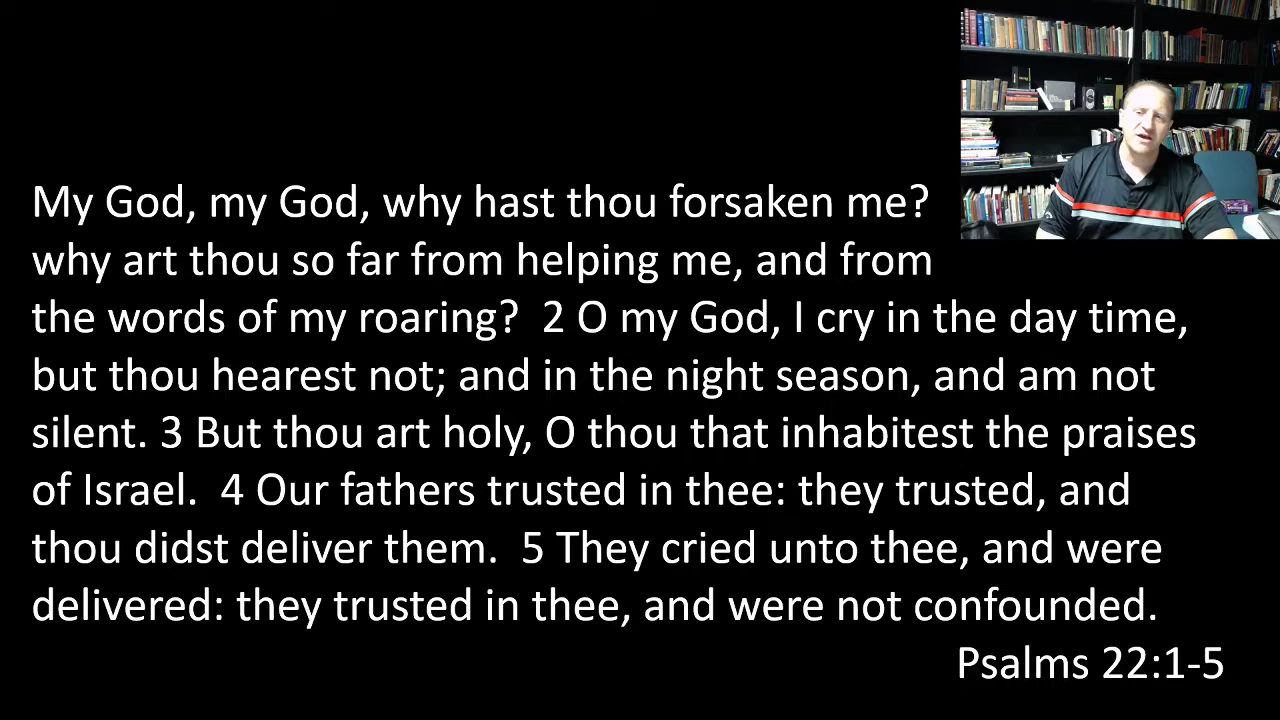 My God, my God, why hast thou forsaken me?
why art thou so far from helping me, and from
the words of my roaring?  2 O my God, I cry in the day time,
but thou hearest not; and in the night season, and am not
silent. 3 But thou art holy, O thou that inhabitest the praises
of Israel.  4 Our fathers trusted in thee: they trusted, and
thou didst deliver them.  5 They cried unto thee, and were
delivered: they trusted in thee, and were not confounded.
Psalms 22:1-5